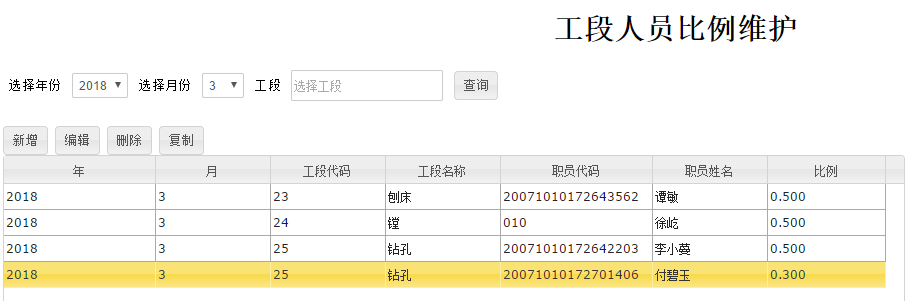 工段人员比例维护
选择年份 2018 选择月份 3 工段 选择工段 查询
新增 编辑 删除 复制
年 月 工段代码 工段名称 职员代码 职员姓名 比例
2018 3 23 刨床 20071010172643562 谭敏 0.500
2018 3 24 镗 010 徐屹 0.500
2018 3 25 钻孔 20071010172642203 李小蓂 0.500
2018 3 25 钻孔 20071010172701406 付碧玉 0.300